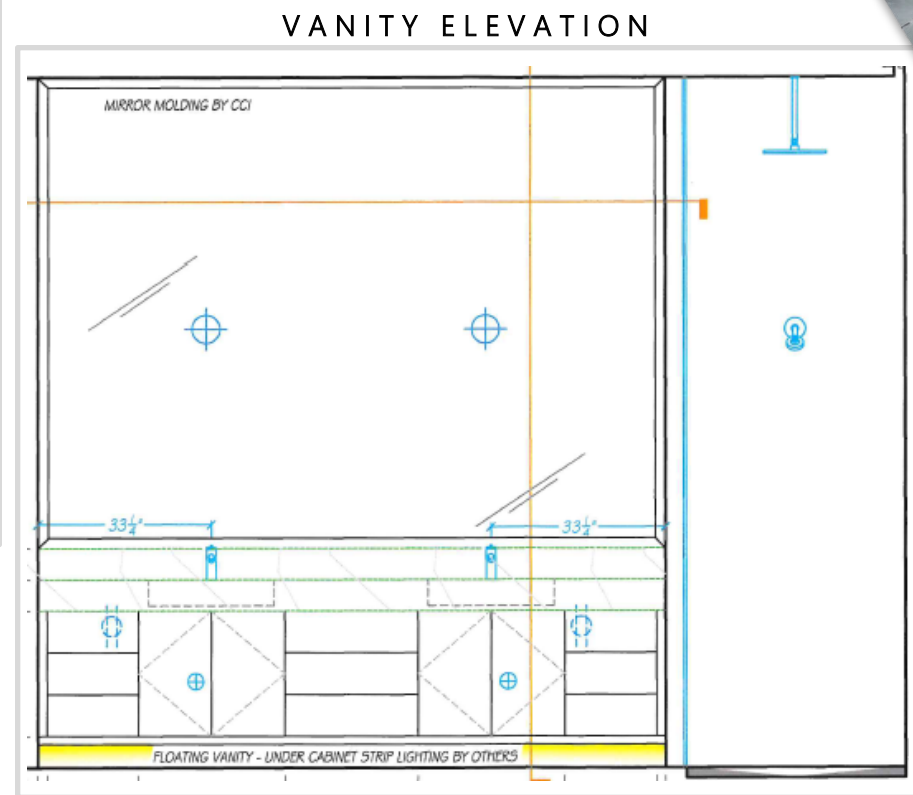 VANITY ELEVATION
MIRROR MOLDING BY CCI
33 1/4" 33 1/4"
FLOATING VANITY - UNDER CABINET STRIP LIGHTING BY OTHERS